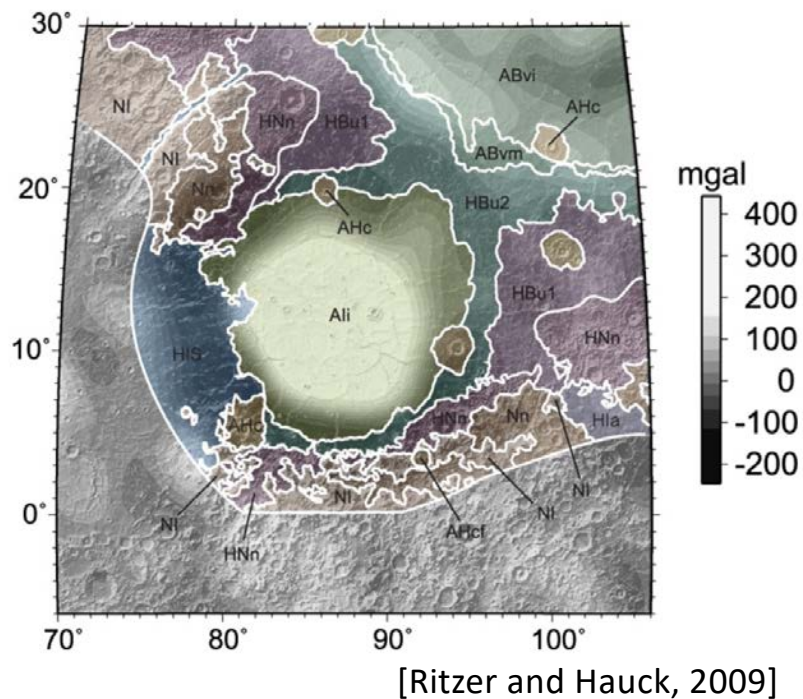 30°
ABvi
NI
HNn
HBu1
AHc
NI
ABvm
mgal
Nn
20°
HBu2
400
AHc
300
HBu1
200
Ali
HNn
100
10°
HIS
0
HNn
Nn
-100
AHc
HIa
-200
NI
0°
NI
NI
NI
AHcf
HNn
70°
80°
90°
100°
[Ritzer and Hauck, 2009]